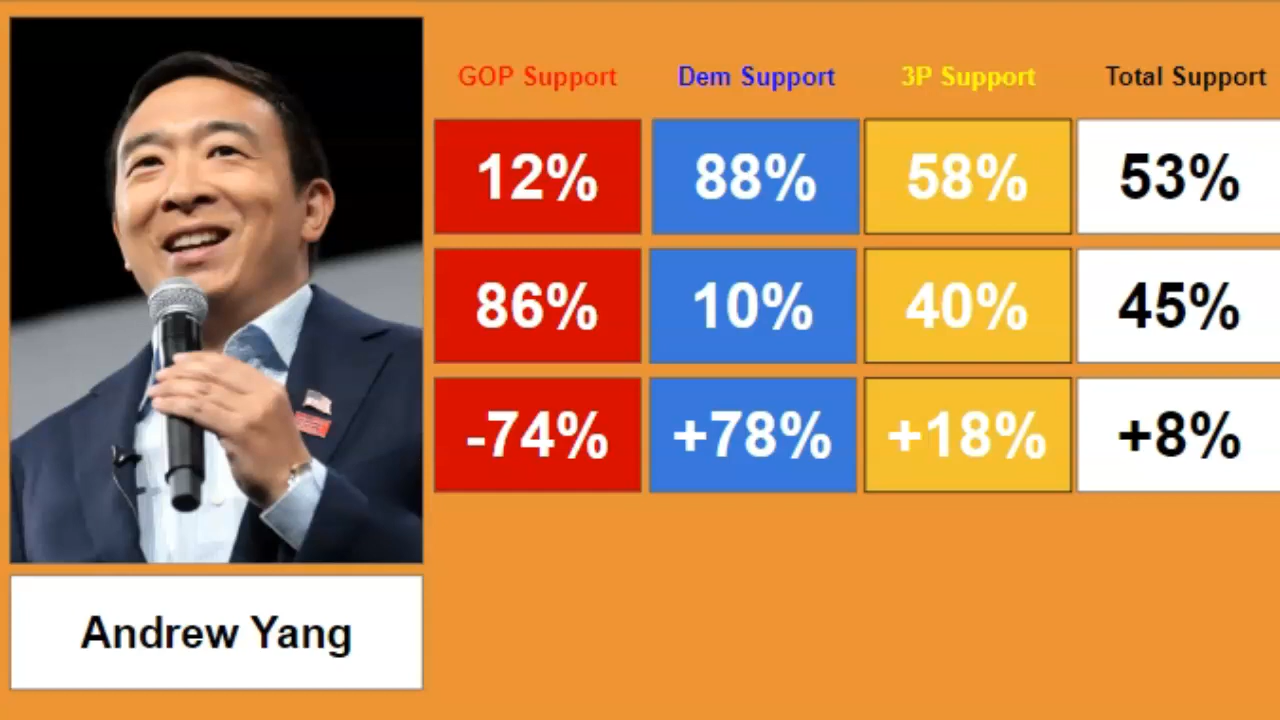 GOP Support Dem Support 3P Support Total Support
12% 88% 58% 53%
86% 10% 40% 45%
-74% +78% +18% +8%
Andrew Yang